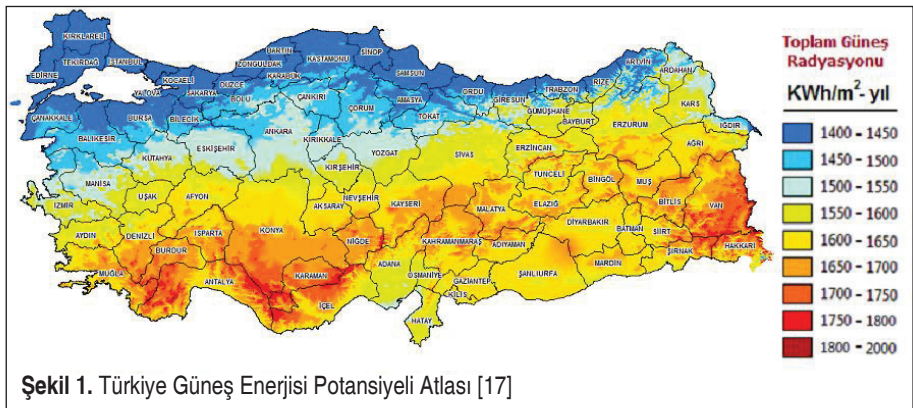 KIRKLARELİ
EDİRNE
TEKİRDAĞ
İSTANBUL
KOCAELİ
YALOVA
SAKARYA
DÜZCE
ZONGULDAK
BARTIN
KARABÜK
KASTAMONU
SİNOP
SAMSUN
ORDU
GİRESUN
TRABZON
RİZE
ARTVİN
ARDAHAN
ÇANAKKALE
BALIKESİR
BURSA
BİLECİK
BOLU
ÇANKIRI
ÇORUM
AMASYA
TOKAT
GÜMÜŞHANE
BAYBURT
ERZURUM
KARS
IĞDIR
KÜTAHYA
ESKİŞEHİR
ANKARA
KIRIKKALE
KIRŞEHİR
YOZGAT
SİVAS
ERZİNCAN
AĞRI
MANİSA
İZMİR
UŞAK
AFYON
AKSARAY
NEVŞEHİR
KAYSERİ
MALATYA
TUNCELİ
ELAZIĞ
BİNGÖL
MUŞ
BİTLİS
VAN
AYDIN
DENİZLİ
ISPARTA
BURDUR
KONYA
NİĞDE
KAHRAMANMARAŞ
ADIYAMAN
DİYARBAKIR
BATMAN
SİİRT
ŞIRNAK
HAKKARİ
MUĞLA
ANTALYA
KARAMAN
İÇEL
ADANA
OSMANİYE
GAZİANTEP
KİLİS
ŞANLIURFA
MARDİN
HATAY
Toplam Güneş
Radyasyonu
KWh/m²- yıl
1400 - 1450
1450 - 1500
1500 - 1550
1550 - 1600
1600 - 1650
1650 - 1700
1700 - 1750
1750 - 1800
1800 - 2000
Şekil 1. Türkiye Güneş Enerjisi Potansiyeli Atlası [17]